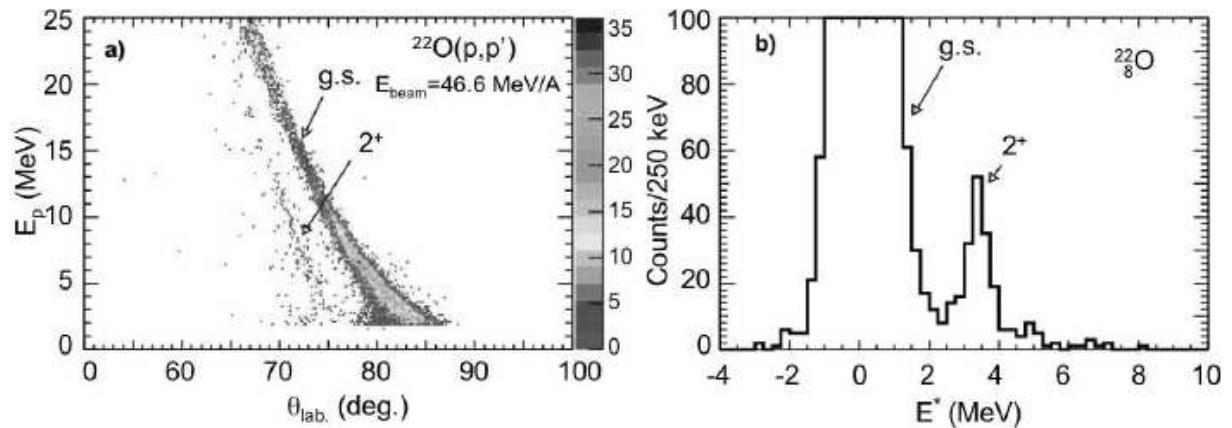 a)
22O(p,p')
Ebeam=46.6 MeV/A
g.s.
2+
25
20
15
10
5
0
Ep (MeV)
0 60 70 80 90 100
θlab. (deg.)
35
30
25
20
15
10
5
0
b)
22 8 O
g.s.
2+
100
80
60
40
20
0
Counts/250 keV
-4 -2 0 2 4 6 8 10
E* (MeV)